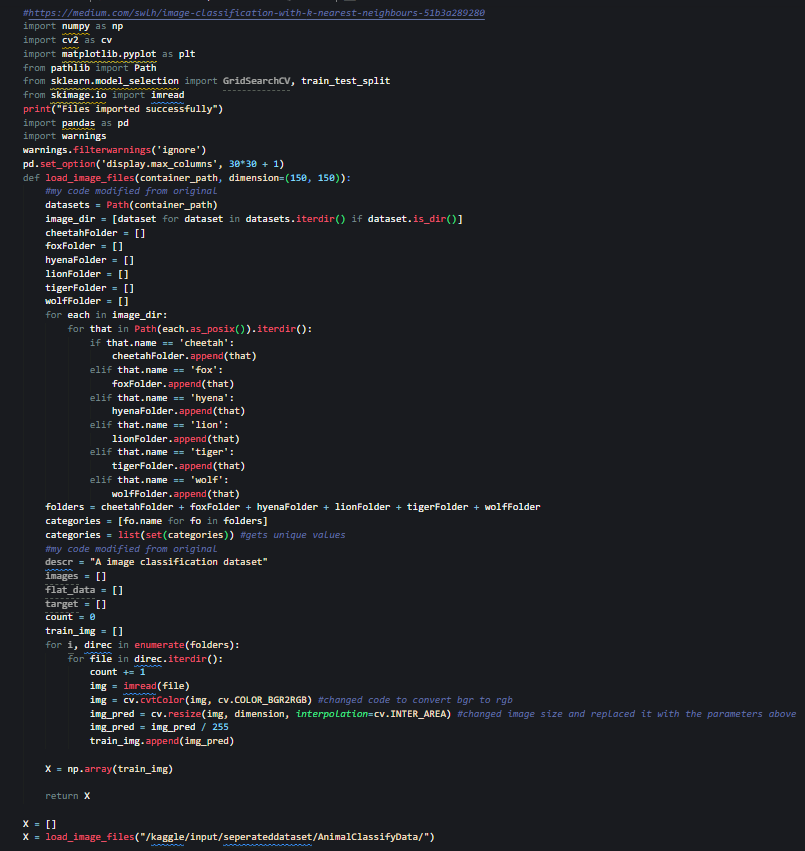 #https://medium.com/swlh/image-classification-with-k-nearest-neighbours-51b3a289280
import numpy as np
import cv2 as cv
import matplotlib.pyplot as plt
from pathlib import Path
from sklearn.model_selection import GridSearchCV, train_test_split
from skimage.io import imread
print("Files imported successfully")
import pandas as pd
import warnings
warnings.filterwarnings('ignore')
pd.set_option('display.max_columns', 30*30 + 1)
def load_image_files(container_path, dimension=(150, 150)):
    #my code modified from original
    datasets = Path(container_path)
    image_dir = [dataset for dataset in datasets.iterdir() if dataset.is_dir()]
    cheetahFolder = []
    foxFolder = []
    hyenaFolder = []
    lionFolder = []
    tigerFolder = []
    wolfFolder = []
    for each in image_dir:
        for that in Path(each.as_posix()).iterdir():
            if that.name == 'cheetah':
                cheetahFolder.append(that)
            elif that.name == 'fox':
                foxFolder.append(that)
            elif that.name == 'hyena':
                hyenaFolder.append(that)
            elif that.name == 'lion':
                lionFolder.append(that)
            elif that.name == 'tiger':
                tigerFolder.append(that)
            elif that.name == 'wolf':
                wolfFolder.append(that)
    folders = cheetahFolder + foxFolder + hyenaFolder + lionFolder + tigerFolder + wolfFolder
    categories = [fo.name for fo in folders]
    categories = list(set(categories)) #gets unique values
    #my code modified from original
    descr = "A image classification dataset"
    images = []
    flat_data = []
    target = []
    count = 0
    train_img = []
    for i, direc in enumerate(folders):
        for file in direc.iterdir():
            count += 1
            img = imread(file)
            img = cv.cvtColor(img, cv.COLOR_BGR2RGB) #changed code to convert bgr to rgb
            img_pred = cv.resize(img, dimension, interpolation=cv.INTER_AREA) #changed image size and replaced it with the parameters above
            img_pred = img_pred / 255
            train_img.append(img_pred)
    X = np.array(train_img)
    return X
X = []
X = load_image_files("/kaggle/input/seperateddataset/AnimalClassifyData/")